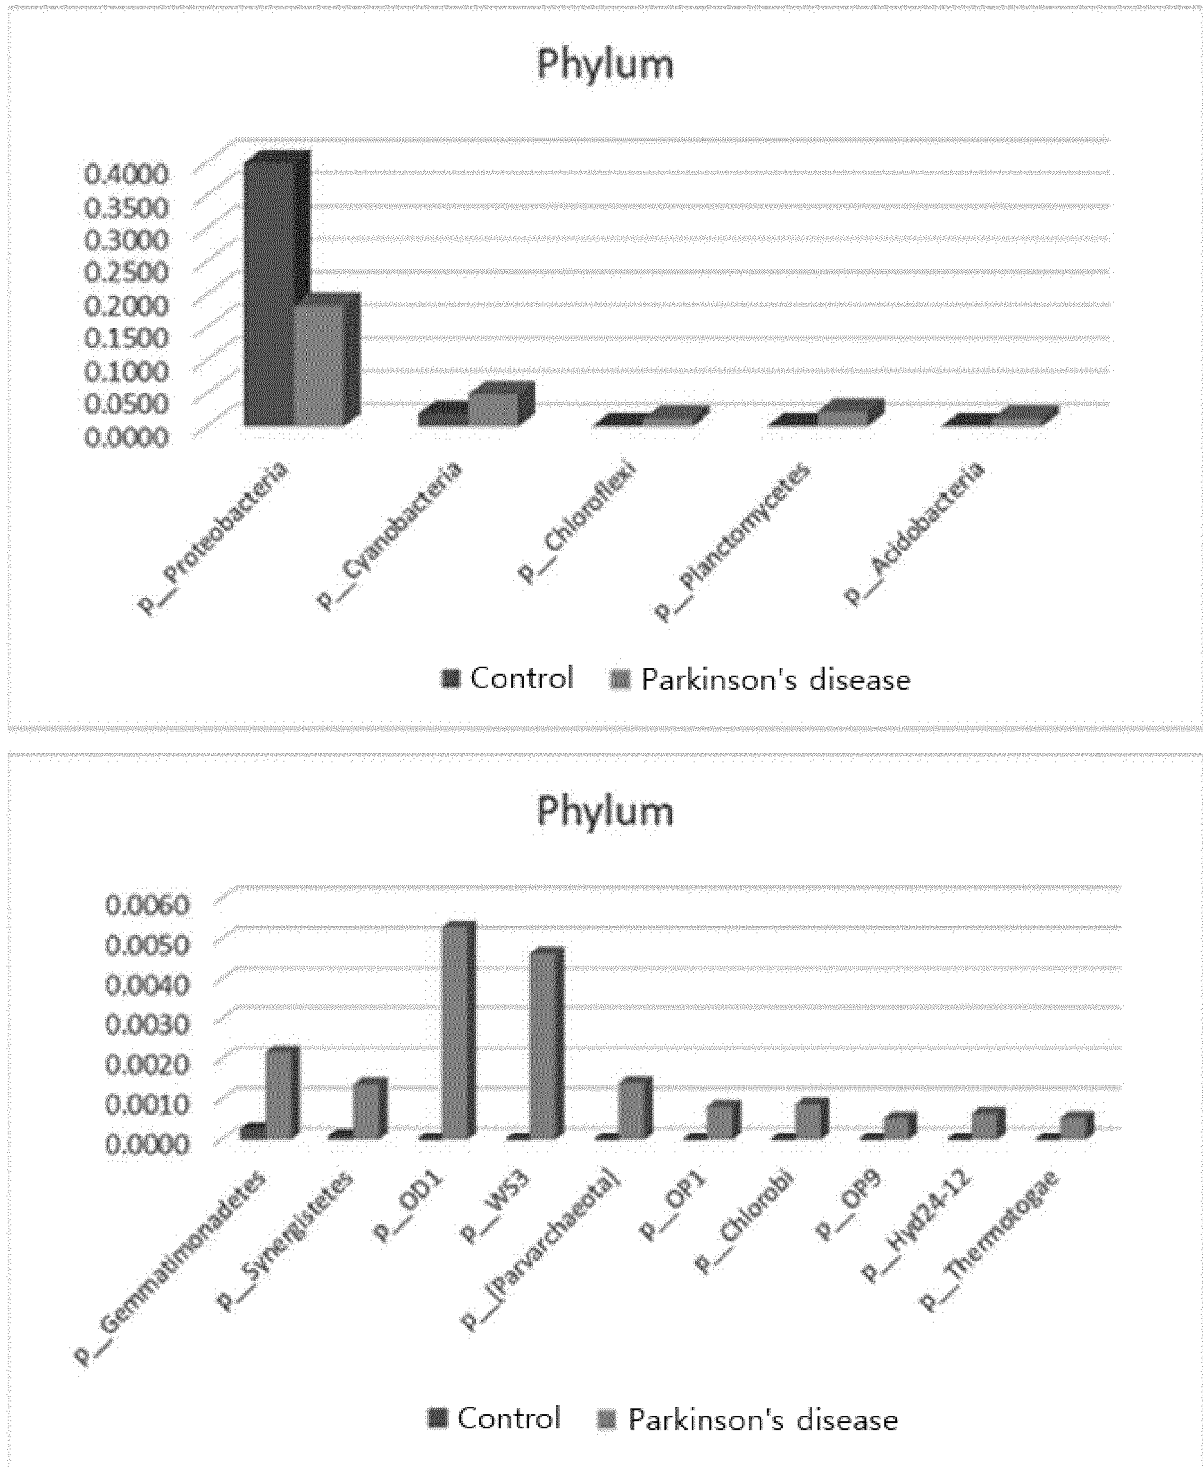 Phylum
0.4000
0.3500
0.3000
0.2500
0.2000
0.1500
0.1000
0.0500
0.0000
p__Proteobacteria
p__Cyanobacteria
p__Chloroflexi
p__Planctomycetes
p__Acidobacteria
Control Parkinson's disease
Phylum
0.0060
0.0050
0.0040
0.0030
0.0020
0.0010
0.0000
p__Gemmatimonadetes
p__Synergistetes
p__OD1
p__WS3
p__[Parvarchaeota]
p__OP1
p__Chlorobi
p__OP9
p__Hyd24-12
p__Thermotogae
Control Parkinson's disease